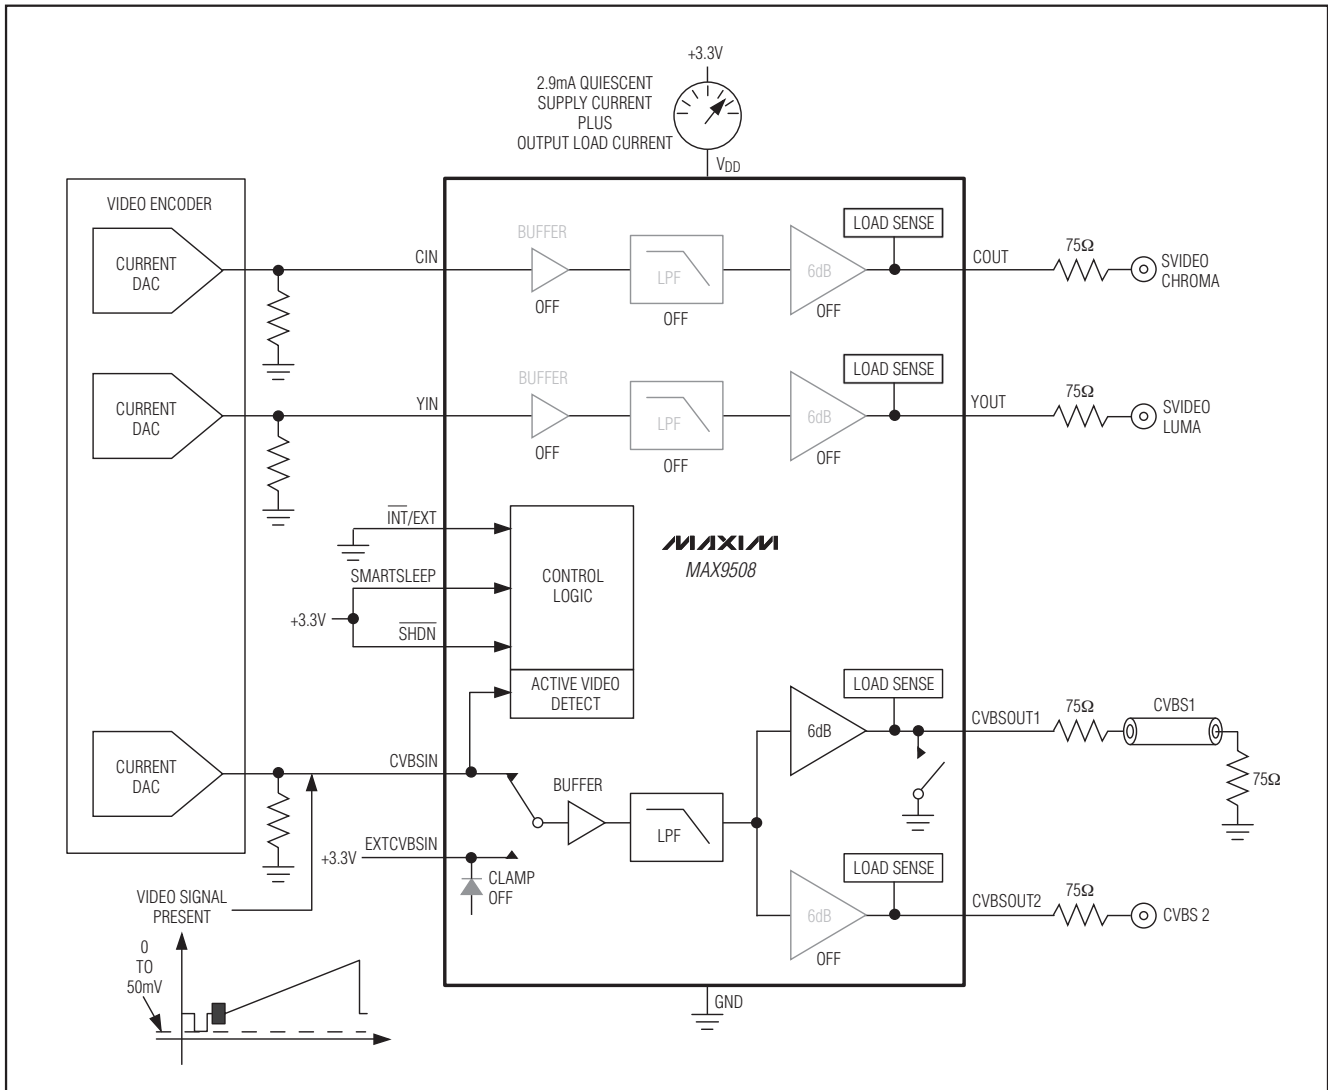 +3.3V
2.9mA QUIESCENT
SUPPLY CURRENT
PLUS
OUTPUT LOAD CURRENT
VDD
VIDEO ENCODER
CURRENT
DAC
CIN
BUFFER
OFF
LPF
OFF
6dB
OFF
LOAD SENSE
COUT
75Ω
SVIDEO
CHROMA
CURRENT
DAC
YIN
BUFFER
OFF
LPF
OFF
6dB
OFF
LOAD SENSE
YOUT
75Ω
SVIDEO
LUMA
INT/EXT
SMARTSLEEP
+3.3V
SHDN
CONTROL
LOGIC
ACTIVE VIDEO
DETECT
MAXIM
MAX9508
CURRENT
DAC
CVBSIN
BUFFER
LPF
6dB
LOAD SENSE
CVBSOUT1
75Ω
CVBS1
75Ω
+3.3V
EXTCVBSIN
CLAMP
OFF
6dB
OFF
LOAD SENSE
CVBSOUT2
75Ω
CVBS 2
VIDEO SIGNAL
PRESENT
0
TO
50mV
GND